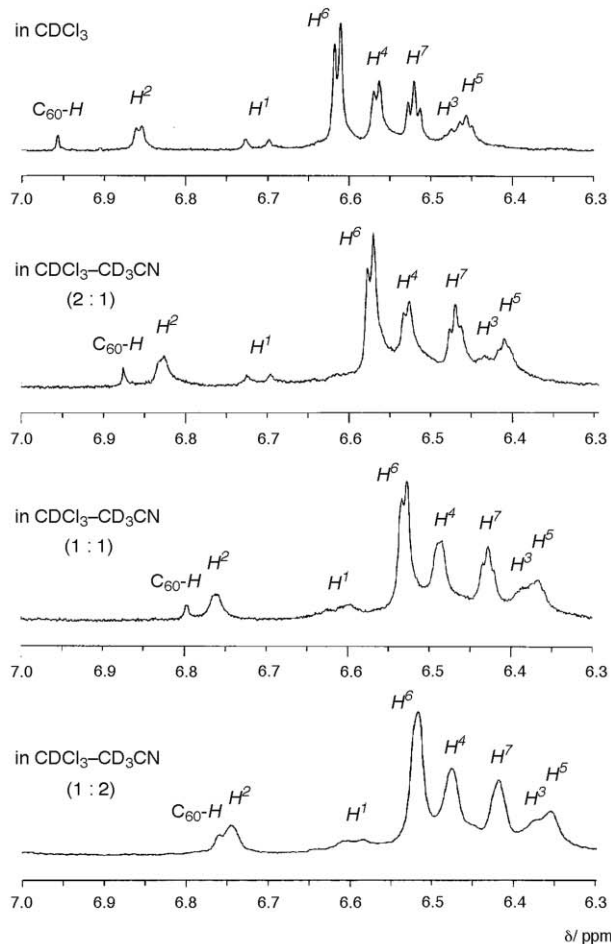 in CDCl₃
C₆₀-H H² H¹ H⁶ H⁴ H⁷ H³ H⁵
7.0 6.9 6.8 6.7 6.6 6.5 6.4 6.3
in CDCl₃–CD₃CN
(2 : 1)
C₆₀-H H² H¹ H⁶ H⁴ H⁷ H³ H⁵
7.0 6.9 6.8 6.7 6.6 6.5 6.4 6.3
in CDCl₃–CD₃CN
(1 : 1)
C₆₀-H H² H¹ H⁶ H⁴ H⁷ H³ H⁵
7.0 6.9 6.8 6.7 6.6 6.5 6.4 6.3
in CDCl₃–CD₃CN
(1 : 2)
C₆₀-H H² H¹ H⁶ H⁴ H⁷ H³ H⁵
7.0 6.9 6.8 6.7 6.6 6.5 6.4 6.3
δ/ ppm